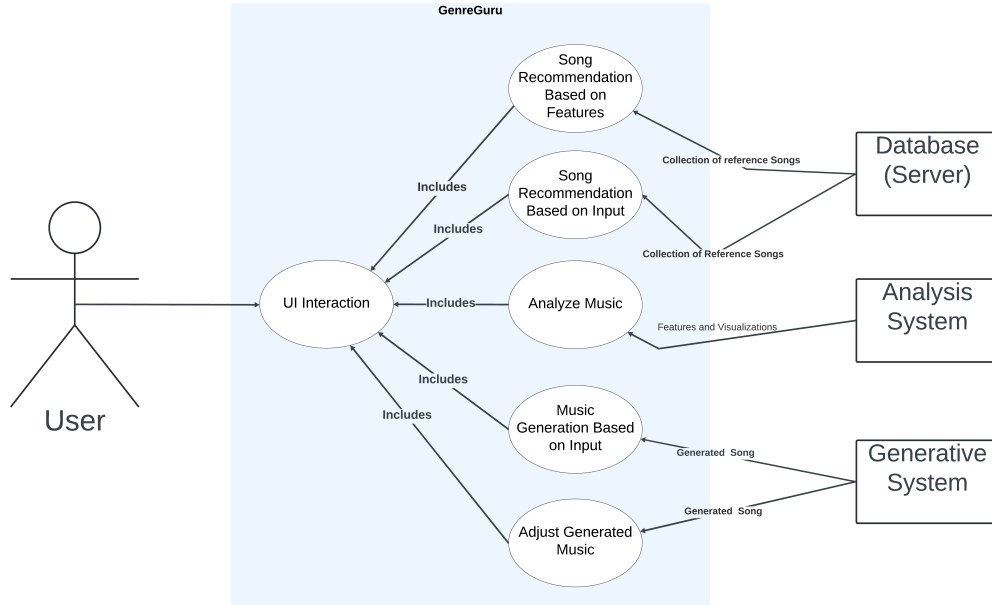 GenreGuru
Song
Recommendation
Based on
Features
Collection of reference Songs
Database
(Server)
Song
Recommendation
Based on Input
Includes
Includes
Collection of Reference Songs
UI Interaction
Includes
Analyze Music
Features and Visualizations
Analysis
System
Includes
Includes
User
Music
Generation Based
on Input
Generated  Song
Generative
System
Generated  Song
Adjust Generated
Music